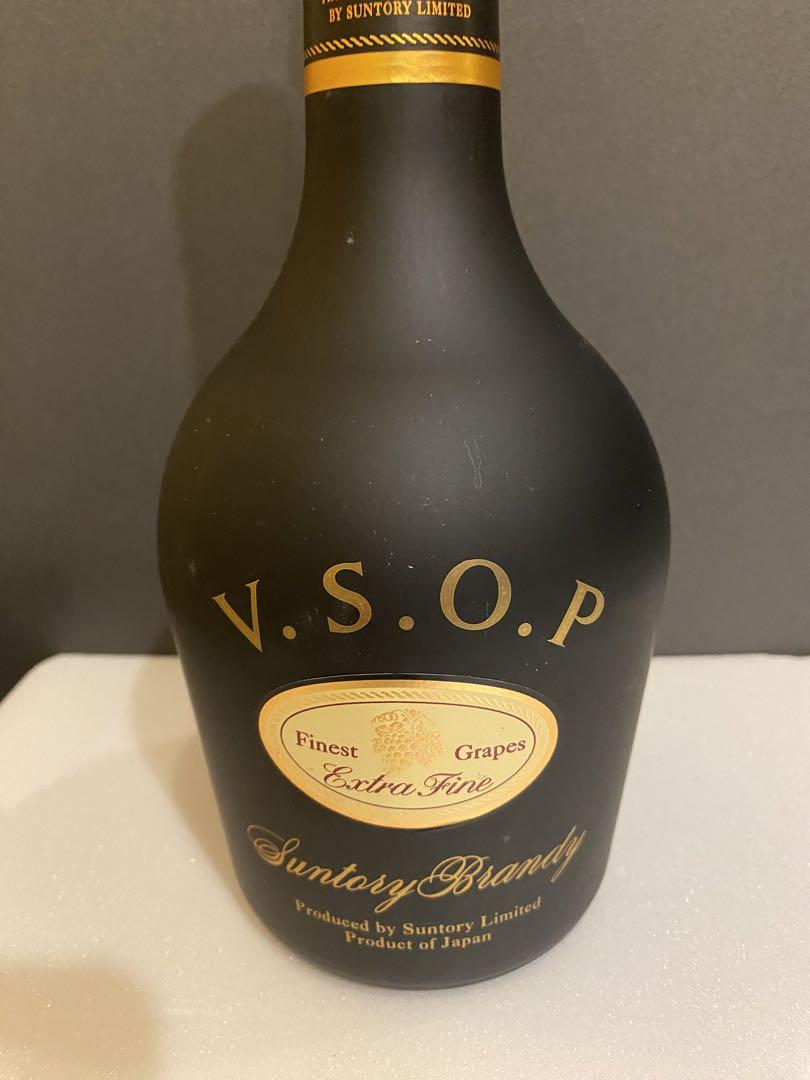 BY SUNTORY LIMITED
V.S.O.P
Finest Grapes
Extra Fine
Suntory Brandy
Produced by Suntory Limited
Product of Japan